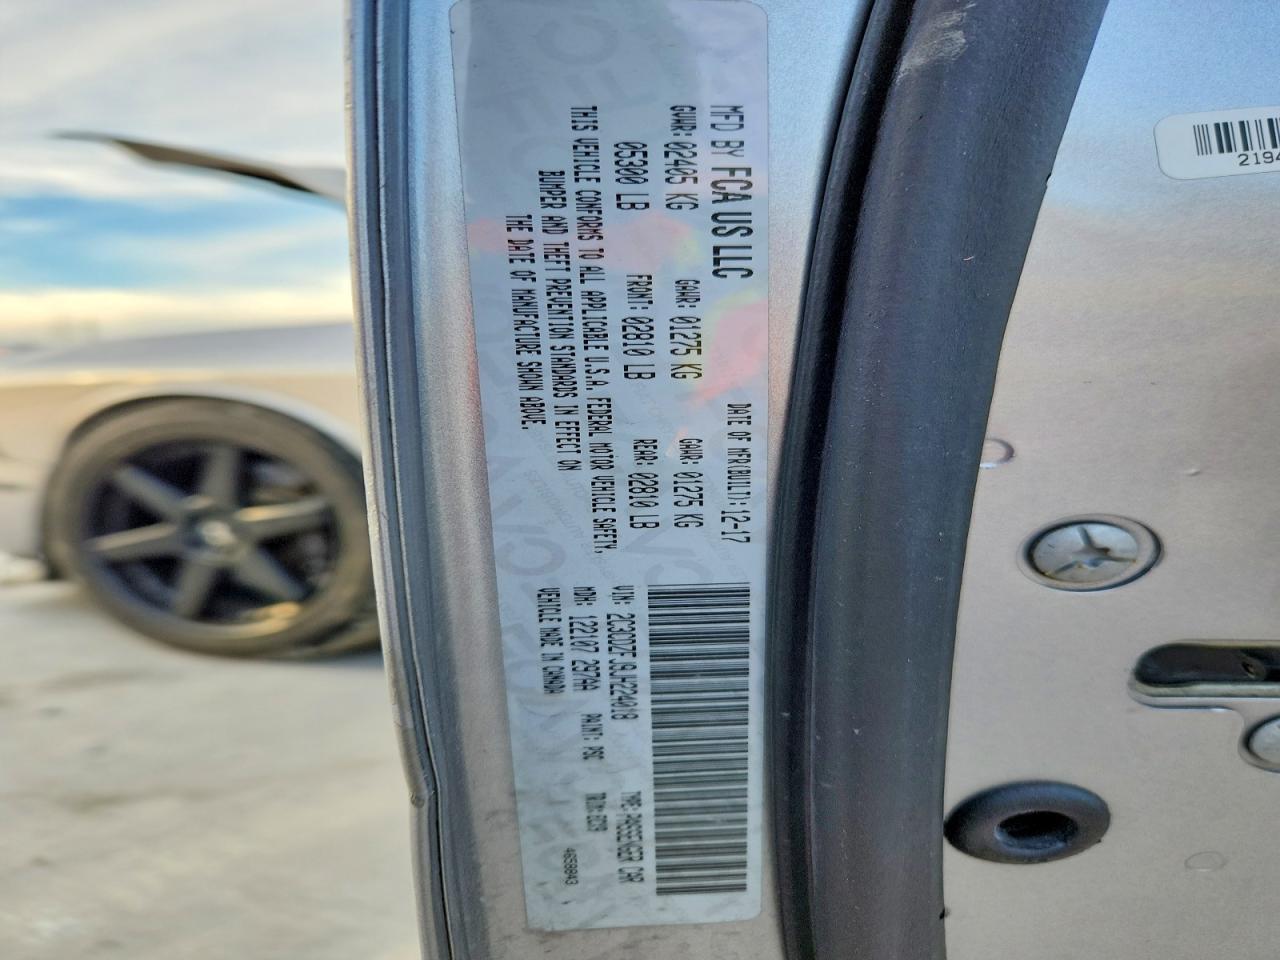 MFD BY FCA US LLC DATE OF MFR(BUILT): 12-17
GVWR: 02405 KG GAWR: 01275 KG GAWR: 01275 KG
05300 LB FRONT: 02810 LB REAR: 02810 LB
THIS VEHICLE CONFORMS TO ALL APPLICABLE U.S.A. FEDERAL MOTOR VEHICLE SAFETY,
BUMPER AND THEFT PREVENTION STANDARDS IN EFFECT ON
THE DATE OF MANUFACTURE SHOWN ABOVE.
VIN: 2C3CDZFJ9JH224018 TYPE: PASSENGER CAR
MDH: 122107 297AA PAINT: PSC
VEHICLE MADE IN CANADA
2194